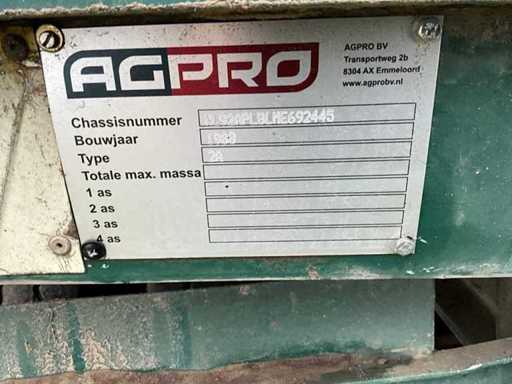 AGPRO
AGPRO BV
Transportweg 2b
8304 AX Emmeloord
www.agprobv.nl
Chassisnummer
Bouwjaar
Type
Totale max. massa
1 as
2 as
3 as
4 as